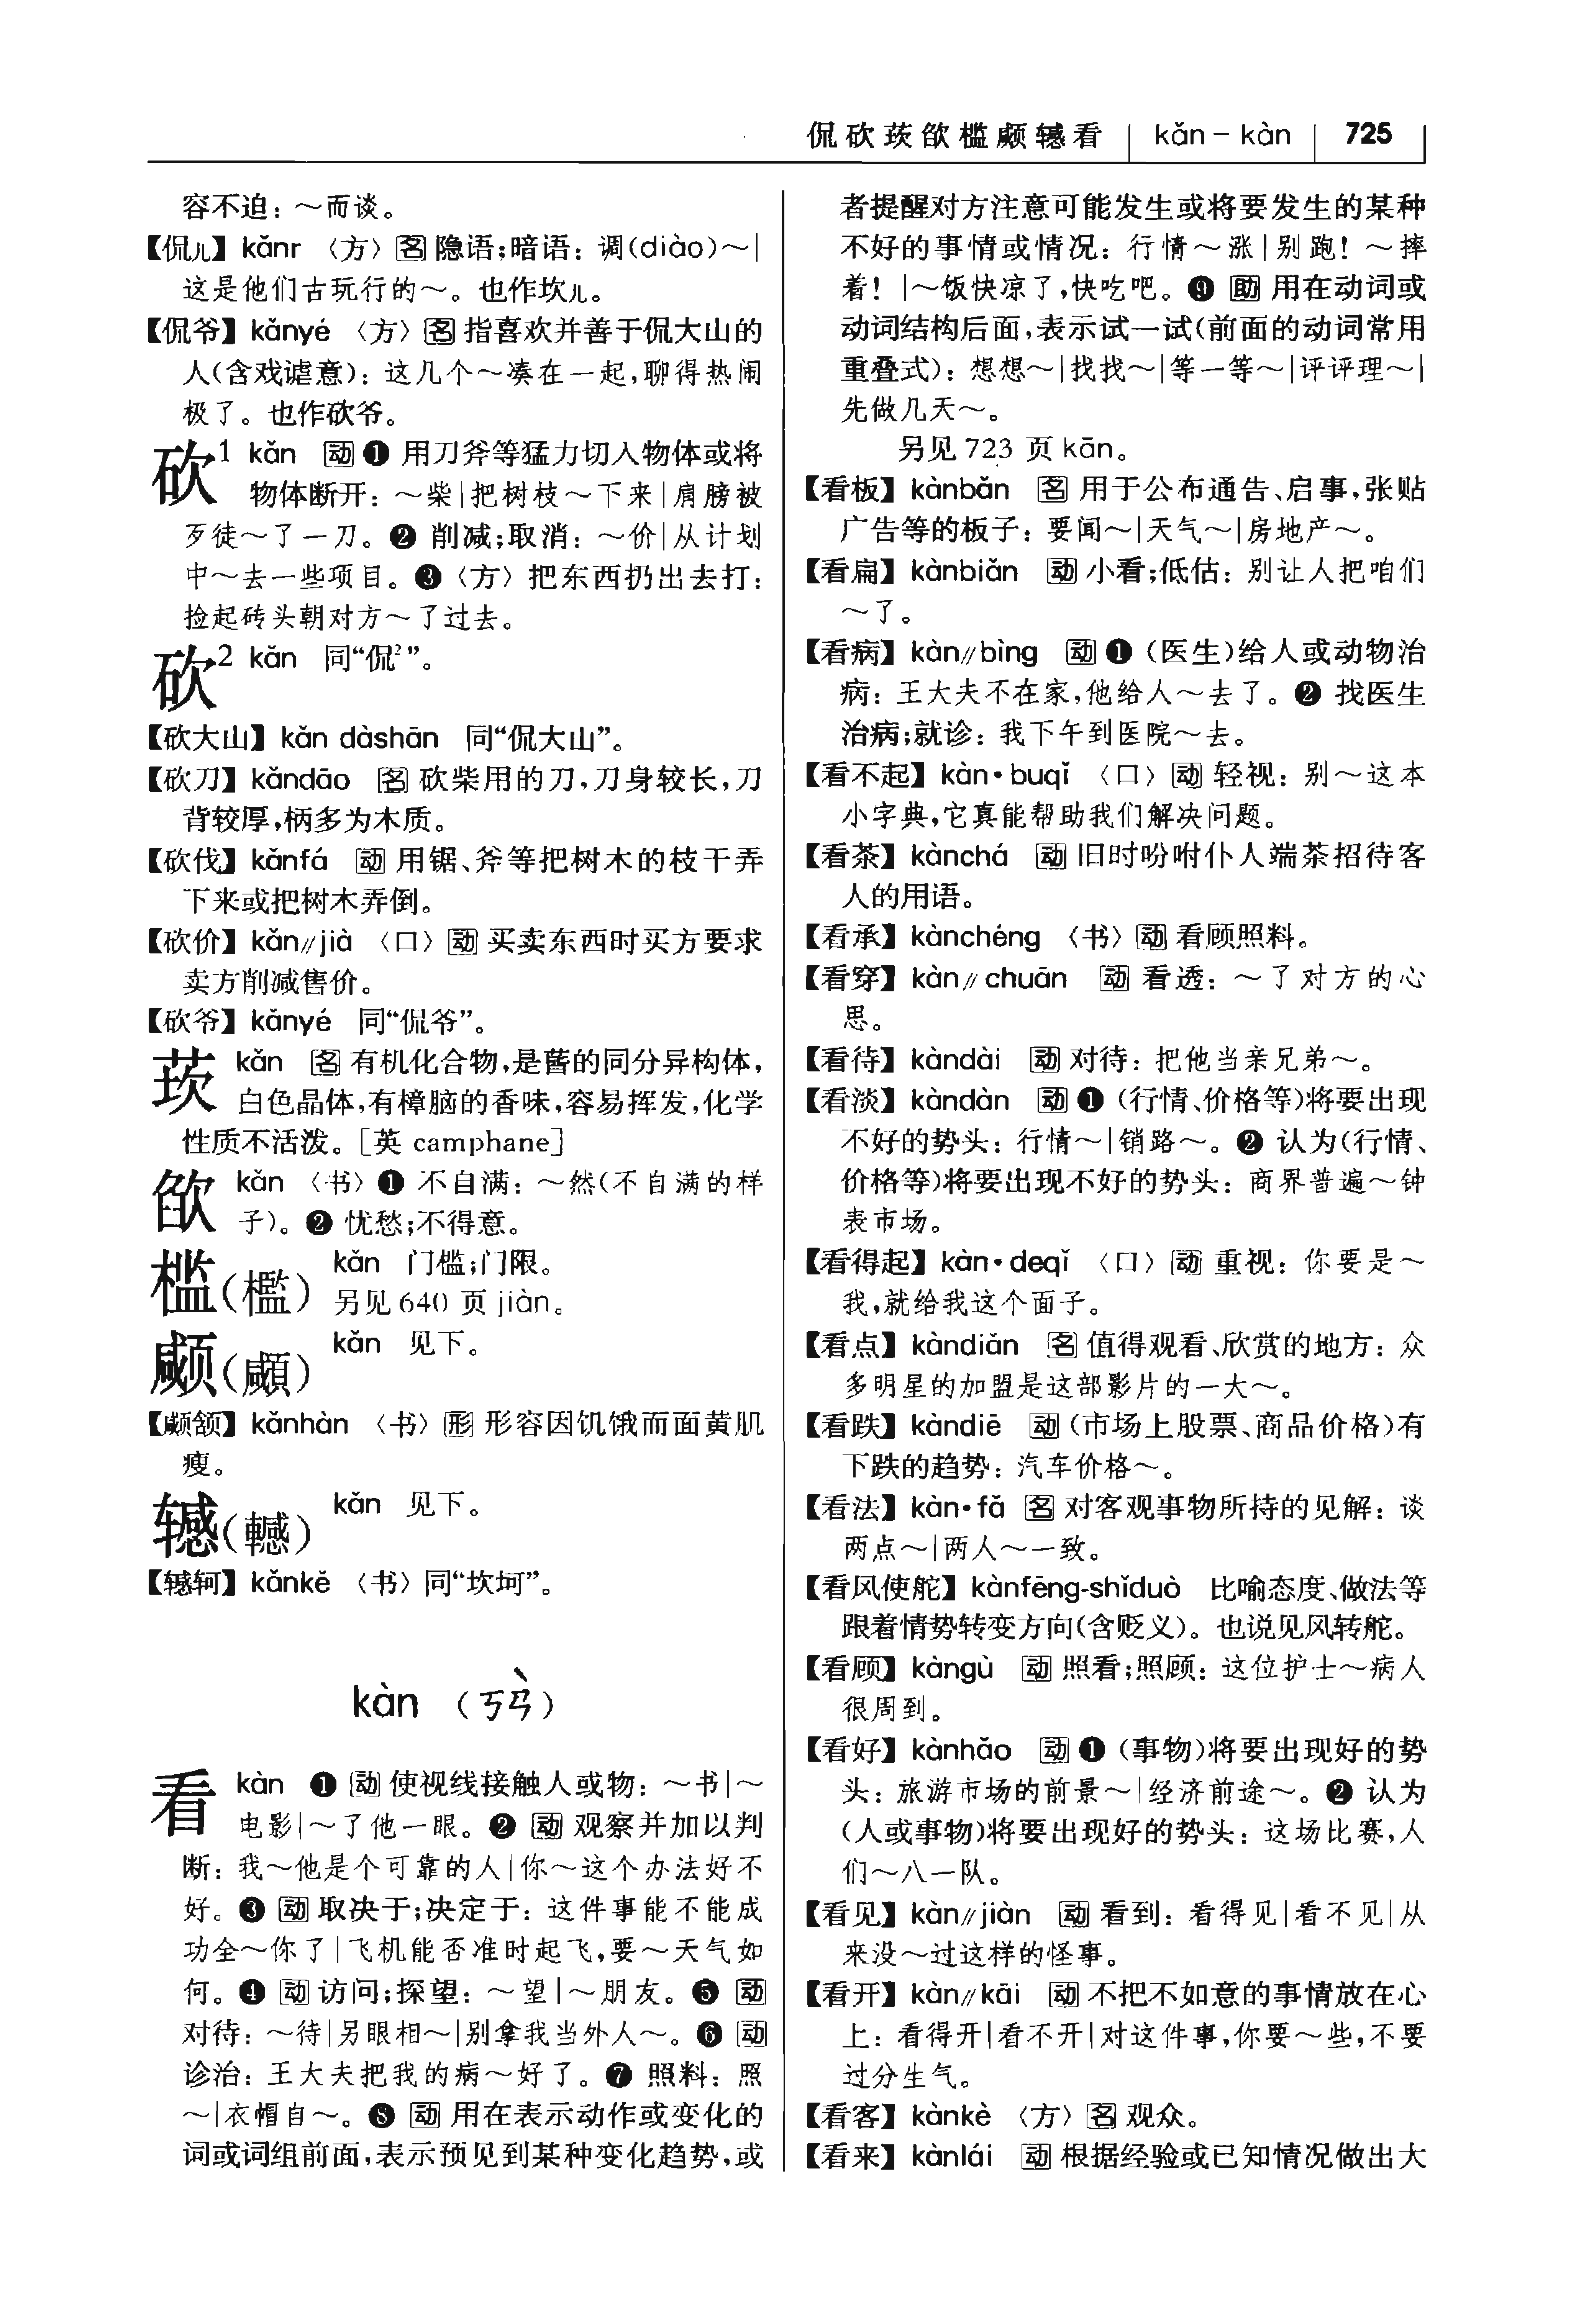 侃砍莰欿槛顑轗看 | kǎn－kàn | 725
容不迫：～而谈。
【侃儿】kǎnr 〈方〉名 隐语；暗语：调(diào)～|
这是他们古玩行的～。也作坎儿。
【侃爷】kǎnyé 〈方〉名 指喜欢并善于侃大山的
人(含戏谑意)：这几个～凑在一起，聊得热闹
极了。也作砍爷。
砍¹ kǎn 动 ❶ 用刀斧等猛力切入物体或将
物体断开：～柴|把树枝～下来|肩膀被
歹徒～了一刀。❷ 削减；取消：～价|从计划
中～去一些项目。❸〈方〉把东西扔出去打：
捡起砖头朝对方～了过去。
砍² kǎn 同“侃²”。
【砍大山】kǎn dàshān 同“侃大山”。
【砍刀】kǎndāo 名 砍柴用的刀，刀身较长，刀
背较厚，柄多为木质。
【砍伐】kǎnfá 动 用锯、斧等把树木的枝干弄
下来或把树木弄倒。
【砍价】kǎn//jià 〈口〉动 买卖东西时买方要求
卖方削减售价。
【砍爷】kǎnyé 同“侃爷”。
莰 kǎn 名 有机化合物，是蒈的同分异构体，
白色晶体，有樟脑的香味，容易挥发，化学
性质不活泼。[英 camphane]
欿 kǎn 〈书〉❶ 不自满：～然(不自满的样
子)。❷ 忧愁；不得意。
槛(檻) kǎn 门槛；门限。
另见 640 页 jiàn。
顑(顑) kǎn 见下。
【顑颔】kǎnhàn 〈书〉形 形容因饥饿而面黄肌
瘦。
轗(轗) kǎn 见下。
【轗轲】kǎnkě 〈书〉同“坎坷”。
kàn （ㄎㄢˋ）
看 kàn ❶ 动 使视线接触人或物：～书|～
电影|～了他一眼。❷ 动 观察并加以判
断：我～他是个可靠的人|你～这个办法好不
好。❸ 动 取决于；决定于：这件事能不能成
功全～你了|飞机能否准时起飞，要～天气如
何。❹ 动 访问；探望：～望|～朋友。❺ 动
对待：～待|另眼相～|别拿我当外人～。❻ 动
诊治：王大夫把我的病～好了。❼ 照料：照
～|衣帽自～。❽ 动 用在表示动作或变化的
词或词组前面，表示预见到某种变化趋势，或
者提醒对方注意可能发生或将要发生的某种
不好的事情或情况：行情～涨|别跑！～摔
着！|～饭快凉了，快吃吧。❾ 助 用在动词或
动词结构后面，表示试一试(前面的动词常用
重叠式)：想想～|找找～|等一等～|评评理～|
先做几天～。
另见 723 页 kān。
【看板】kànbǎn 名 用于公布通告、启事，张贴
广告等的板子：要闻～|天气～|房地产～。
【看扁】kànbiǎn 动 小看；低估：别让人把咱们
～了。
【看病】kàn//bìng 动 ❶ (医生)给人或动物治
病：王大夫不在家，他给人～去了。❷ 找医生
治病；就诊：我下午到医院～去。
【看不起】kàn·buqǐ 〈口〉动 轻视：别～这本
小字典，它真能帮助我们解决问题。
【看茶】kànchá 动 旧时吩咐仆人端茶招待客
人的用语。
【看承】kànchéng 〈书〉动 看顾照料。
【看穿】kàn//chuān 动 看透：～了对方的心
思。
【看待】kàndài 动 对待：把他当亲兄弟～。
【看淡】kàndàn 动 ❶ (行情、价格等)将要出现
不好的势头：行情～|销路～。❷ 认为(行情、
价格等)将要出现不好的势头：商界普遍～钟
表市场。
【看得起】kàn·deqǐ 〈口〉动 重视：你要是～
我，就给我这个面子。
【看点】kàndiǎn 名 值得观看、欣赏的地方：众
多明星的加盟是这部影片的一大～。
【看跌】kàndiē 动 (市场上股票、商品价格)有
下跌的趋势：汽车价格～。
【看法】kàn·fǎ 名 对客观事物所持的见解：谈
两点～|两人～一致。
【看风使舵】kànfēng-shǐduò 比喻态度、做法等
跟着情势转变方向(含贬义)。也说见风转舵。
【看顾】kàngù 动 照看；照顾：这位护士～病人
很周到。
【看好】kànhǎo 动 ❶ (事物)将要出现好的势
头：旅游市场的前景～|经济前途～。❷ 认为
(人或事物)将要出现好的势头：这场比赛，人
们～八一队。
【看见】kàn//jiàn 动 看到：看得见|看不见|从
来没～过这样的怪事。
【看开】kàn//kāi 动 不把不如意的事情放在心
上：看得开|看不开|对这件事，你要～些，不要
过分生气。
【看客】kànkè 〈方〉名 观众。
【看来】kànlái 动 根据经验或已知情况做出大